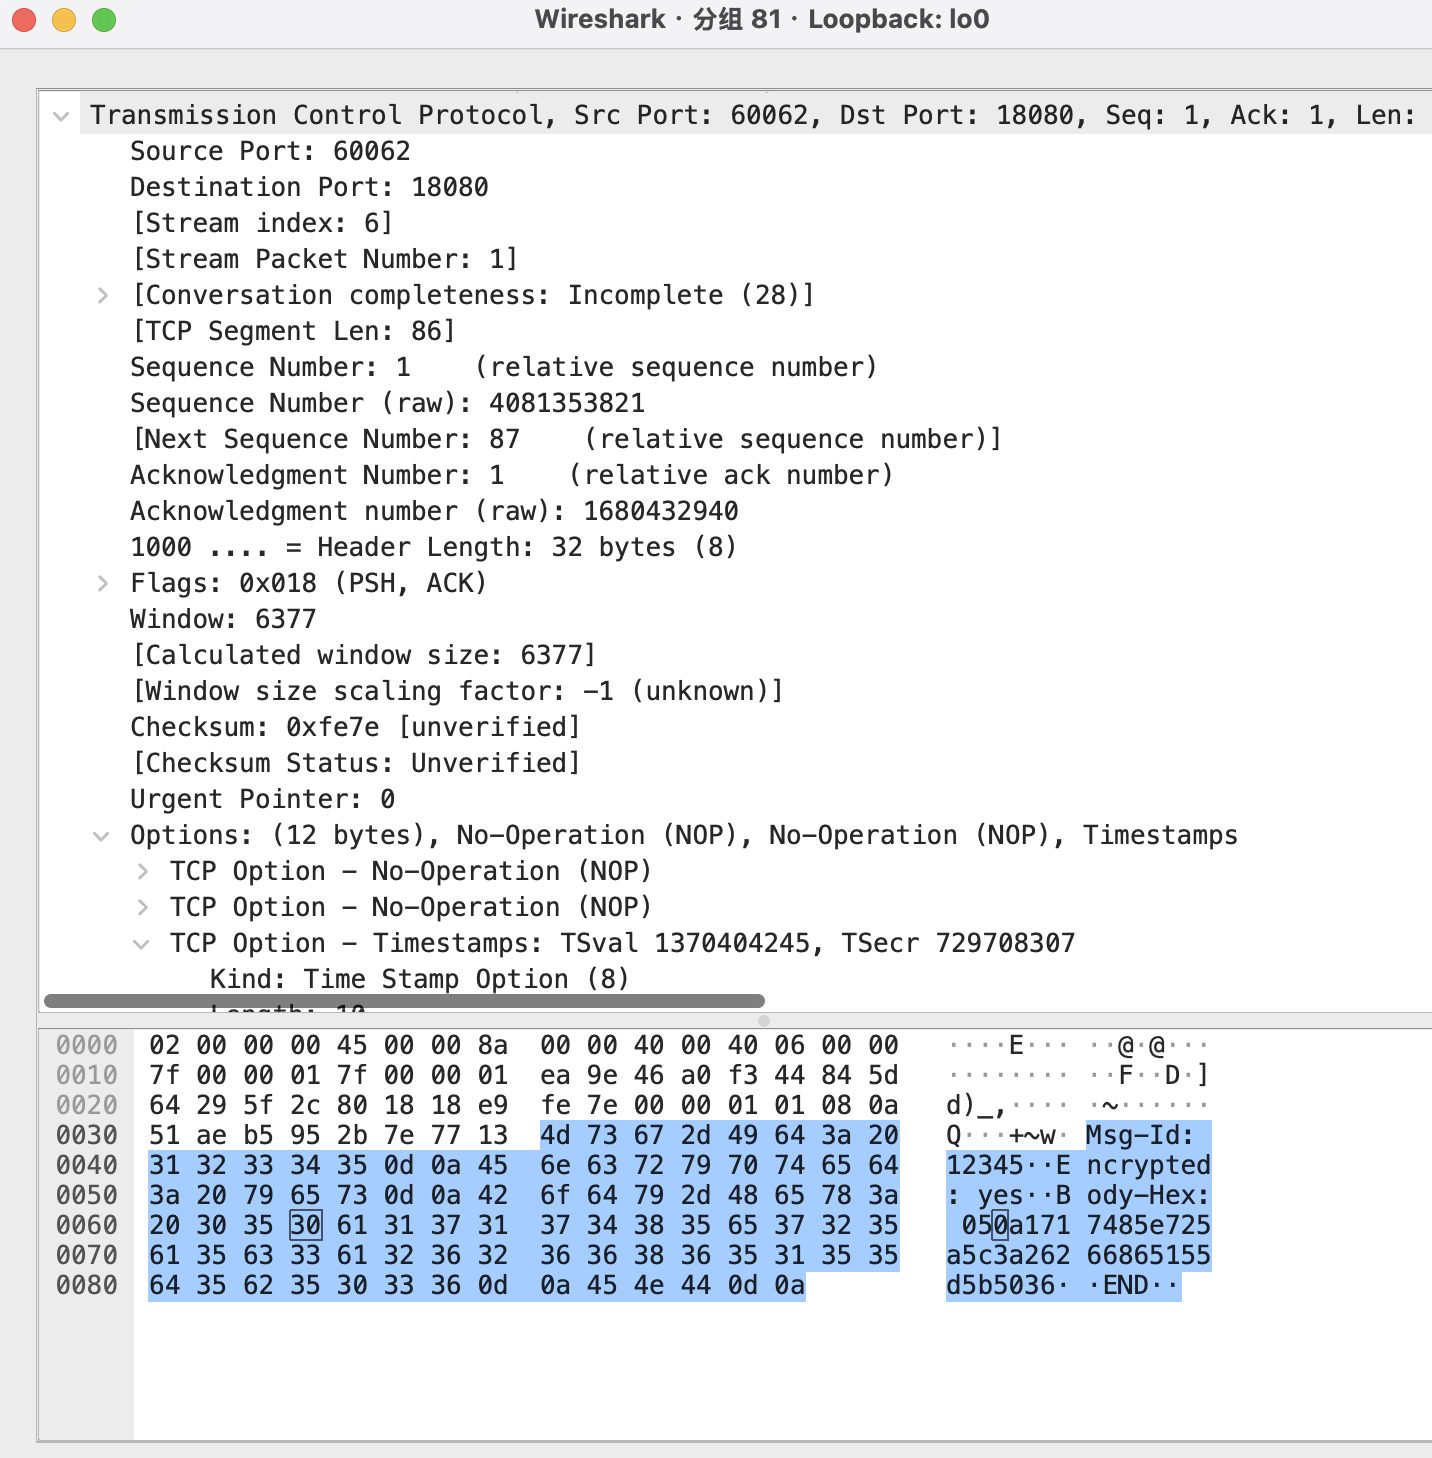 Wireshark · 分组 81 · Loopback: lo0
Transmission Control Protocol, Src Port: 60062, Dst Port: 18080, Seq: 1, Ack: 1, Len:
Source Port: 60062
Destination Port: 18080
[Stream index: 6]
[Stream Packet Number: 1]
[Conversation completeness: Incomplete (28)]
[TCP Segment Len: 86]
Sequence Number: 1    (relative sequence number)
Sequence Number (raw): 4081353821
[Next Sequence Number: 87    (relative sequence number)]
Acknowledgment Number: 1    (relative ack number)
Acknowledgment number (raw): 1680432940
1000 .... = Header Length: 32 bytes (8)
Flags: 0x018 (PSH, ACK)
Window: 6377
[Calculated window size: 6377]
[Window size scaling factor: -1 (unknown)]
Checksum: 0xfe7e [unverified]
[Checksum Status: Unverified]
Urgent Pointer: 0
Options: (12 bytes), No-Operation (NOP), No-Operation (NOP), Timestamps
TCP Option - No-Operation (NOP)
TCP Option - No-Operation (NOP)
TCP Option - Timestamps: TSval 1370404245, TSecr 729708307
Kind: Time Stamp Option (8)
Length: 10
0000 02 00 00 00 45 00 00 8a 00 00 40 00 40 06 00 00 ····E··· ··@·@···
0010 7f 00 00 01 7f 00 00 01 ea 9e 46 a0 f3 44 84 5d ········ ··F··D·]
0020 64 29 5f 2c 80 18 18 e9 fe 7e 00 00 01 01 08 0a d)_,···· ·~······
0030 51 ae b5 95 2b 7e 77 13 4d 73 67 2d 49 64 3a 20 Q···+~w· Msg-Id:
0040 31 32 33 34 35 0d 0a 45 6e 63 72 79 70 74 65 64 12345··E ncrypted
0050 3a 20 79 65 73 0d 0a 42 6f 64 79 2d 48 65 78 3a : yes··B ody-Hex:
0060 20 30 35 30 61 31 37 31 37 34 38 35 65 37 32 35 050a171 7485e725
0070 61 35 63 33 61 32 36 32 36 36 38 36 35 31 35 35 a5c3a262 66865155
0080 64 35 62 35 30 33 36 0d 0a 45 4e 44 0d 0a d5b5036· ·END··